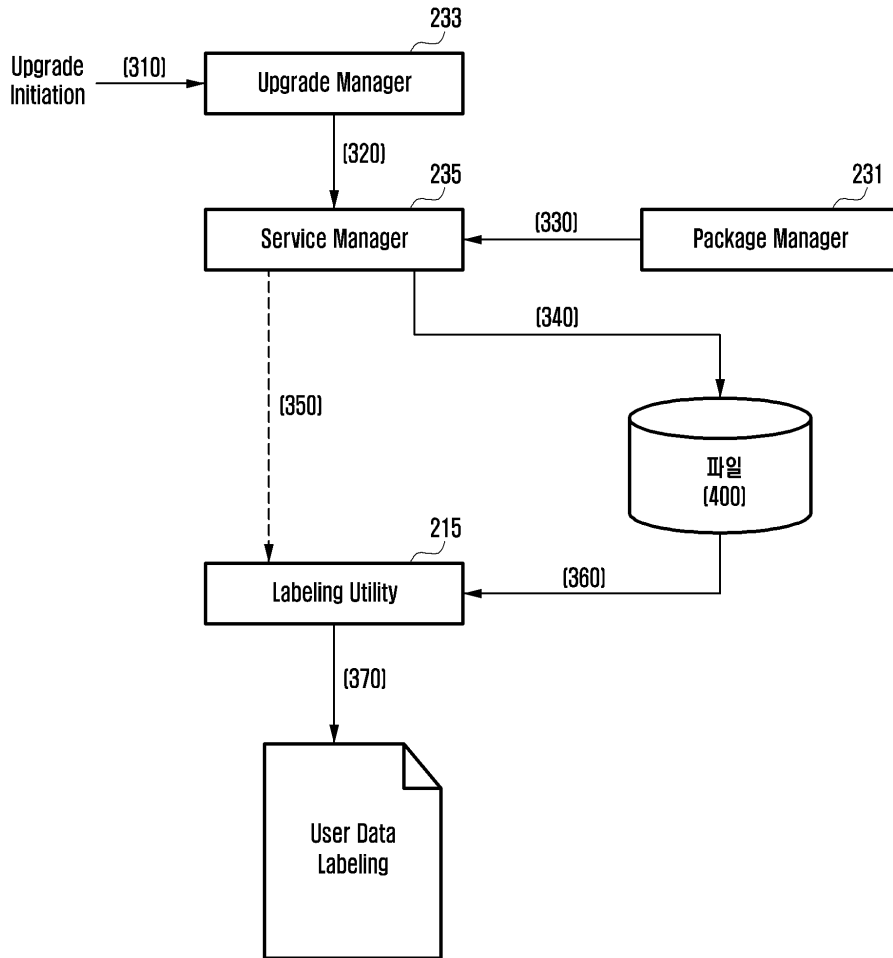 233
Upgrade
Initiation
(310)
Upgrade Manager
(320)
235
231
Service Manager
(330)
Package Manager
(340)
(350)
파일
(400)
215
Labeling Utility
(360)
(370)
User Data
Labeling